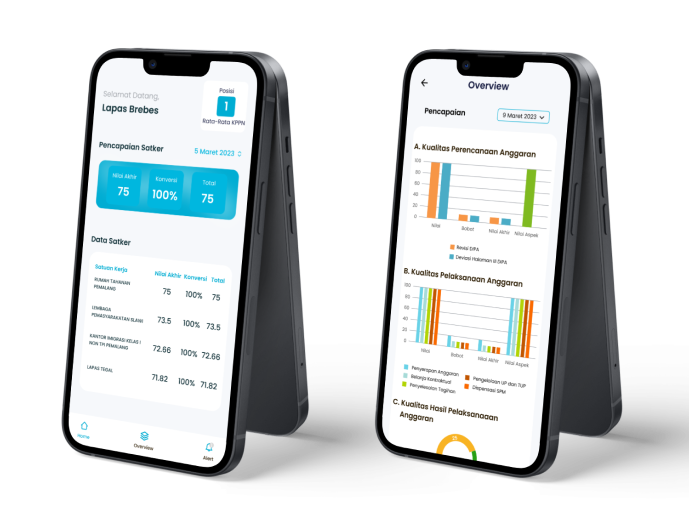 Selamat Datang,
Lapas Brebes
Posisi
1
Rata-Rata KPPN
Pencapaian Satker
5 Maret 2023
Nilai Akhir Konversi Total
75 100% 75
Data Satker
Satuan Kerja Nilai Akhir Konversi Total
RUMAH TAHANAN
PEMALANG
75 100% 75
LEMBAGA
PEMASYARAKATAN SLAWI
73.5 100% 73.5
KANTOR IMIGRASI KELAS I
NON TPI PEMALANG
72.66 100% 72.66
LAPAS TEGAL
71.82 100% 71.82
Home
Overview
Alert
Overview
Pencapaian
9 Maret 2023
A. Kualitas Perencanaan Anggaran
100
80
60
40
20
0
Nilai Bobot Nilai Akhir Nilai Aspek
Revisi DIPA
Deviasi Halaman III DIPA
B. Kualitas Pelaksanaan Anggaran
100
80
60
40
20
0
Nilai Bobot Nilai Akhir Nilai Aspek
Penyerapan Anggaran
Belanja Kontraktual
Penyelesaian Tagihan
Pengelolaan UP dan TUP
Dispensasi SPM
C. Kualitas Hasil Pelaksanaaan
Anggaran
25